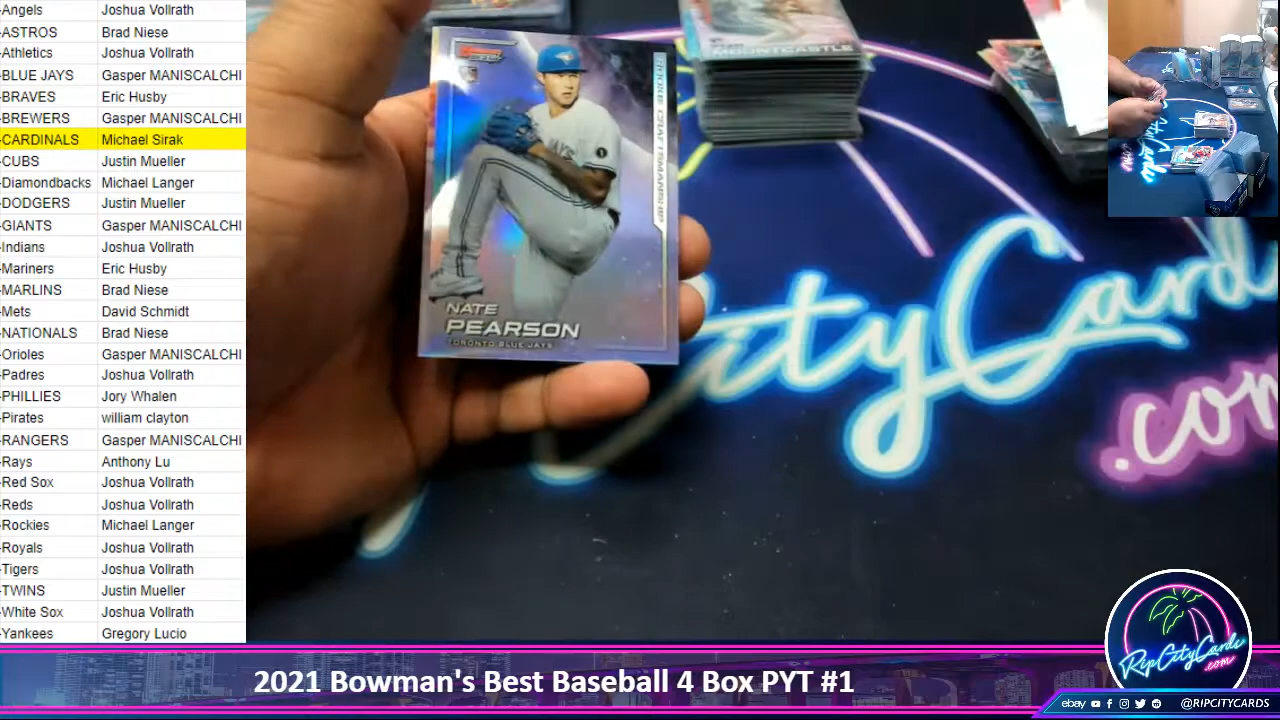 -Angels Joshua Vollrath
-ASTROS Brad Niese
-Athletics Joshua Vollrath
-BLUE JAYS Gasper MANISCALCHI
-BRAVES Eric Husby
-BREWERS Gasper MANISCALCHI
-CARDINALS Michael Sirak
-CUBS Justin Mueller
-Diamondbacks Michael Langer
-DODGERS Justin Mueller
-GIANTS Gasper MANISCALCHI
-Indians Joshua Vollrath
-Mariners Eric Husby
-MARLINS Brad Niese
-Mets David Schmidt
-NATIONALS Brad Niese
-Orioles Gasper MANISCALCHI
-Padres Joshua Vollrath
-PHILLIES Jory Whalen
-Pirates william clayton
-RANGERS Gasper MANISCALCHI
-Rays Anthony Lu
-Red Sox Joshua Vollrath
-Reds Joshua Vollrath
-Rockies Michael Langer
-Royals Joshua Vollrath
-Tigers Joshua Vollrath
-TWINS Justin Mueller
-White Sox Joshua Vollrath
-Yankees Gregory Lucio
MOUNTCASTLE
NATE
PEARSON
TORONTO BLUE JAYS
ity Card
.com
RipCityCards
.com
2021 Bowman's Best Baseball 4 Box PYT #1
ebay @RIPCITYCARDS